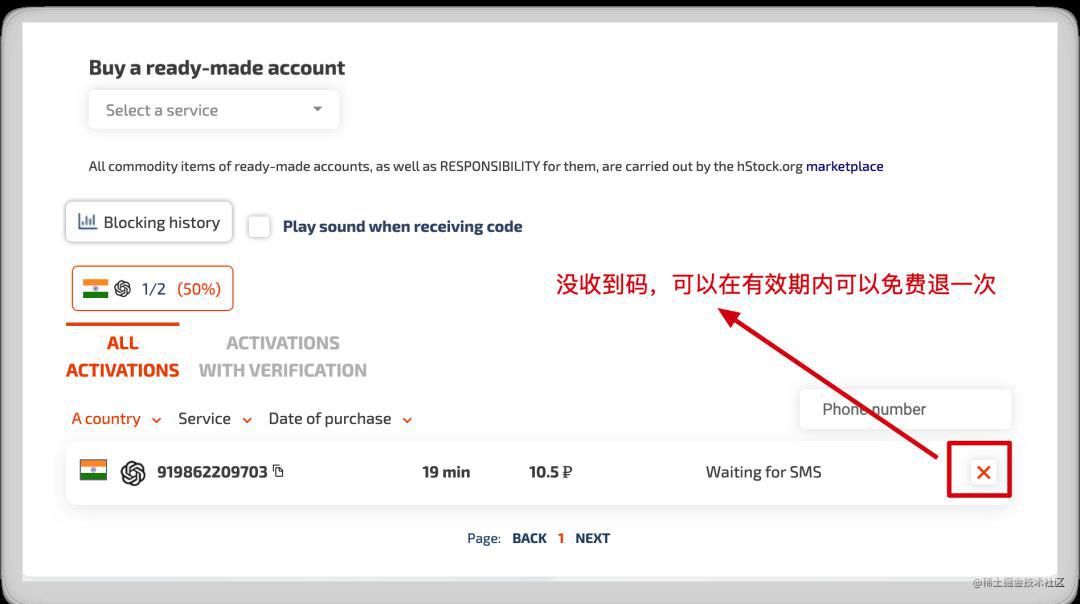 Buy a ready-made account
Select a service
All commodity items of ready-made accounts, as well as RESPONSIBILITY for them, are carried out by the hStock.org marketplace
Blocking history
Play sound when receiving code
1/2 (50%)
没收到码，可以在有效期内可以免费退一次
ALL
ACTIVATIONS
ACTIVATIONS
WITH VERIFICATION
A country
Service
Date of purchase
Phone number
919862209703 19 min 10.5 ₽ Waiting for SMS
Page: BACK 1 NEXT
@稀土掘金技术社区